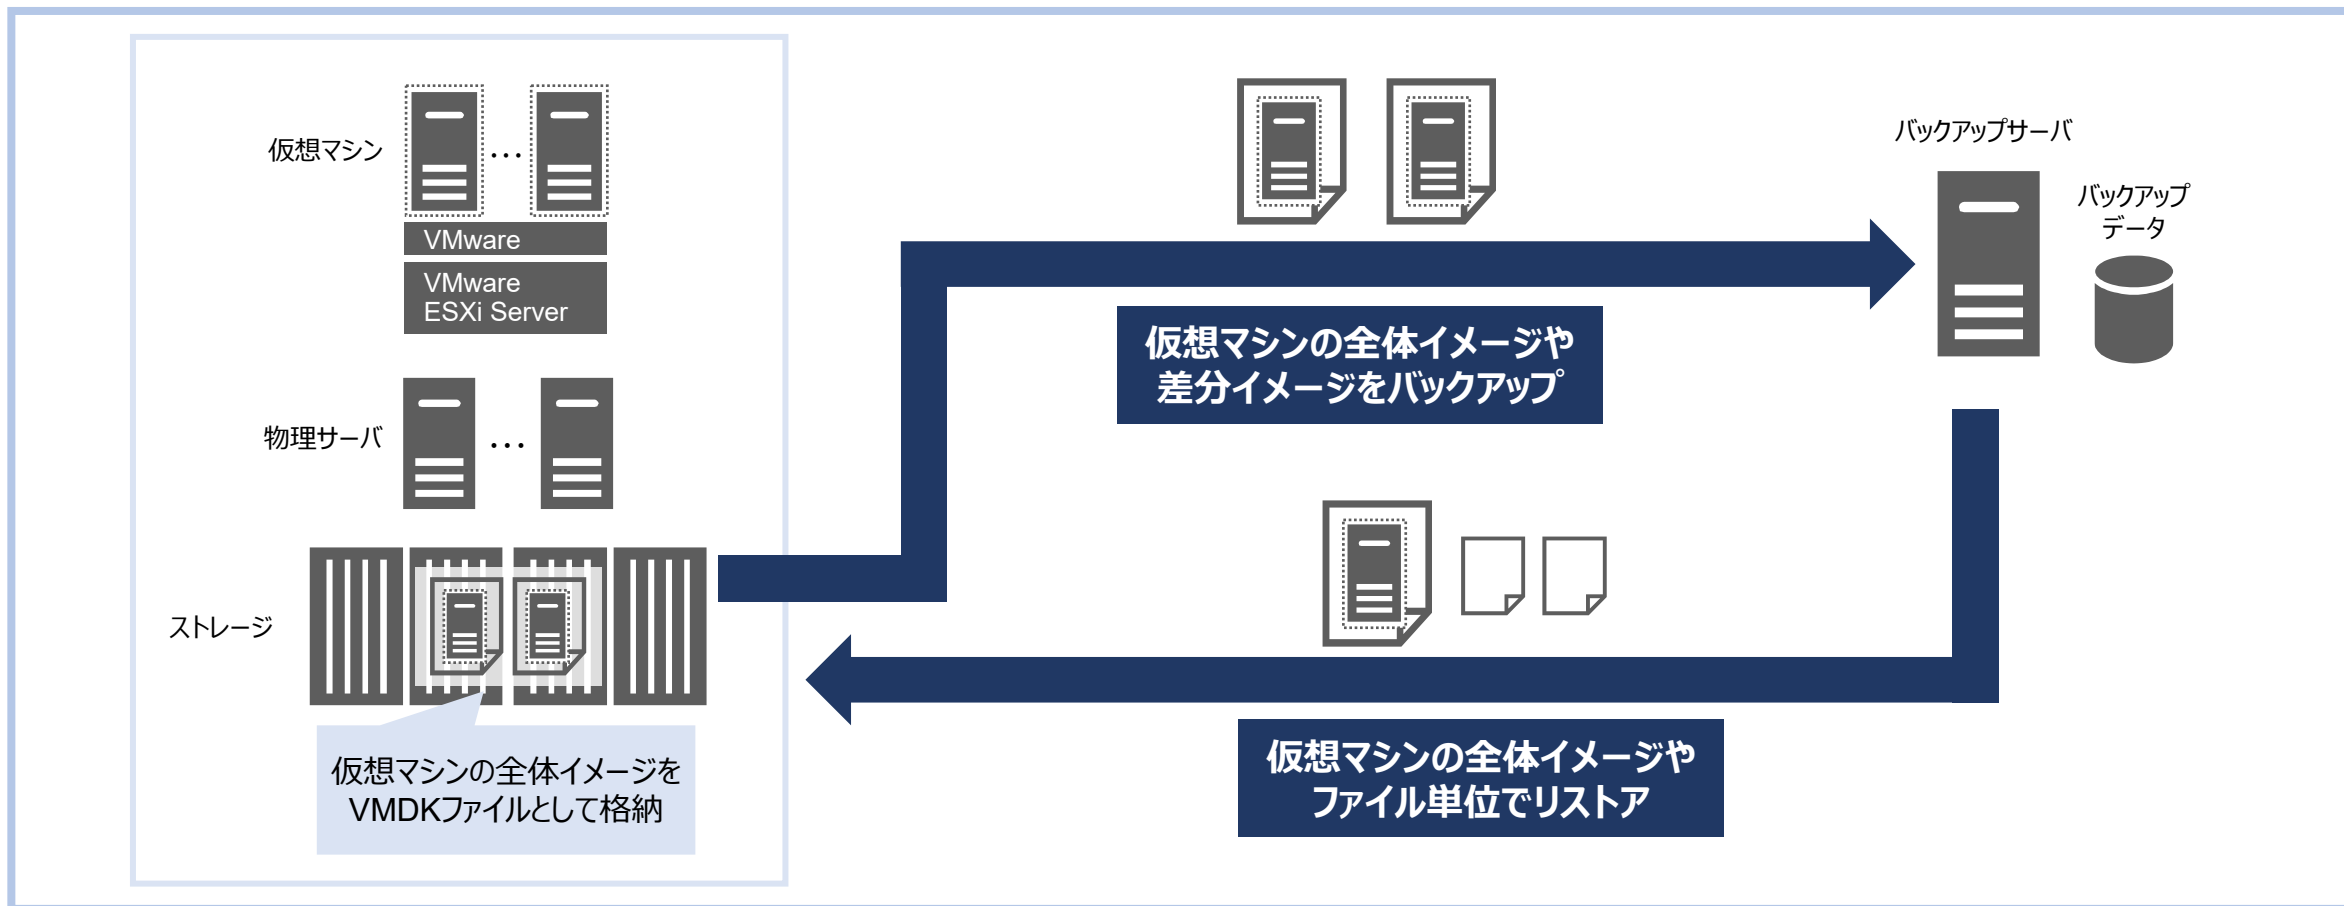 仮想マシン
…
VMware
VMware
ESXi Server
物理サーバ
…
ストレージ
仮想マシンの全体イメージを
VMDKファイルとして格納
仮想マシンの全体イメージや
差分イメージをバックアップ
バックアップサーバ
バックアップ
データ
仮想マシンの全体イメージや
ファイル単位でリストア